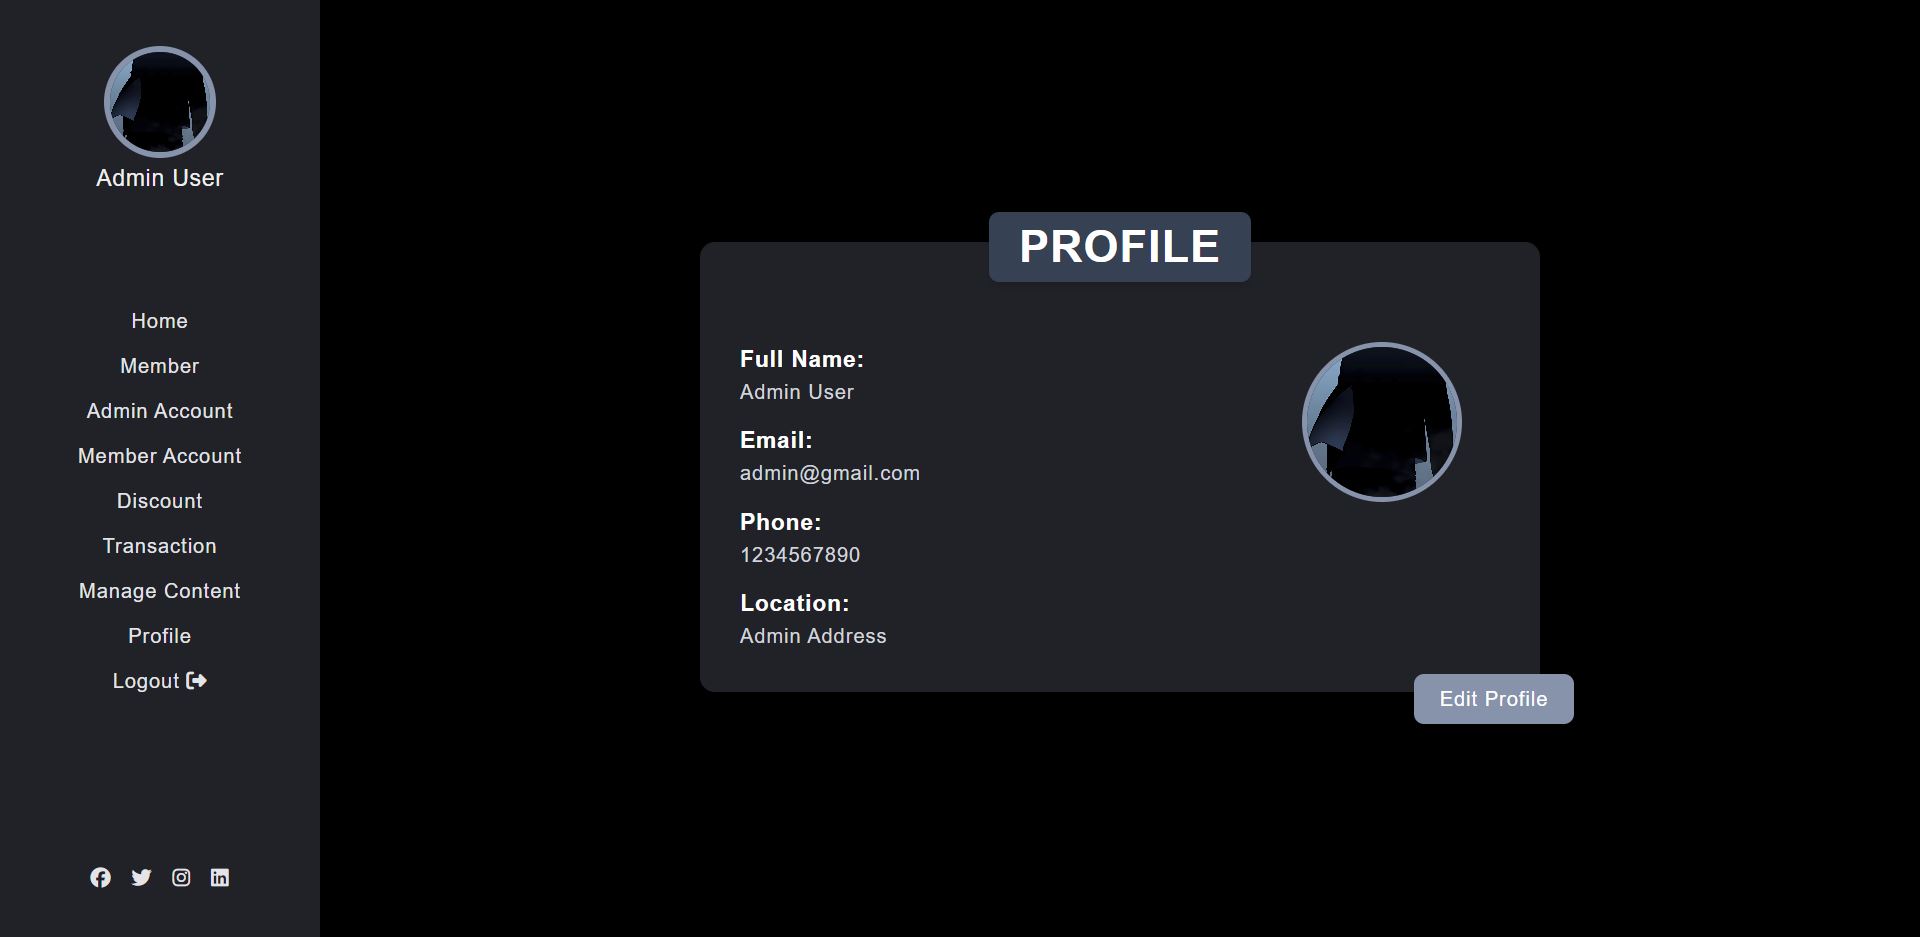 Admin User
Home
Member
Admin Account
Member Account
Discount
Transaction
Manage Content
Profile
Logout
PROFILE
Full Name:
Admin User
Email:
admin@gmail.com
Phone:
1234567890
Location:
Admin Address
Edit Profile